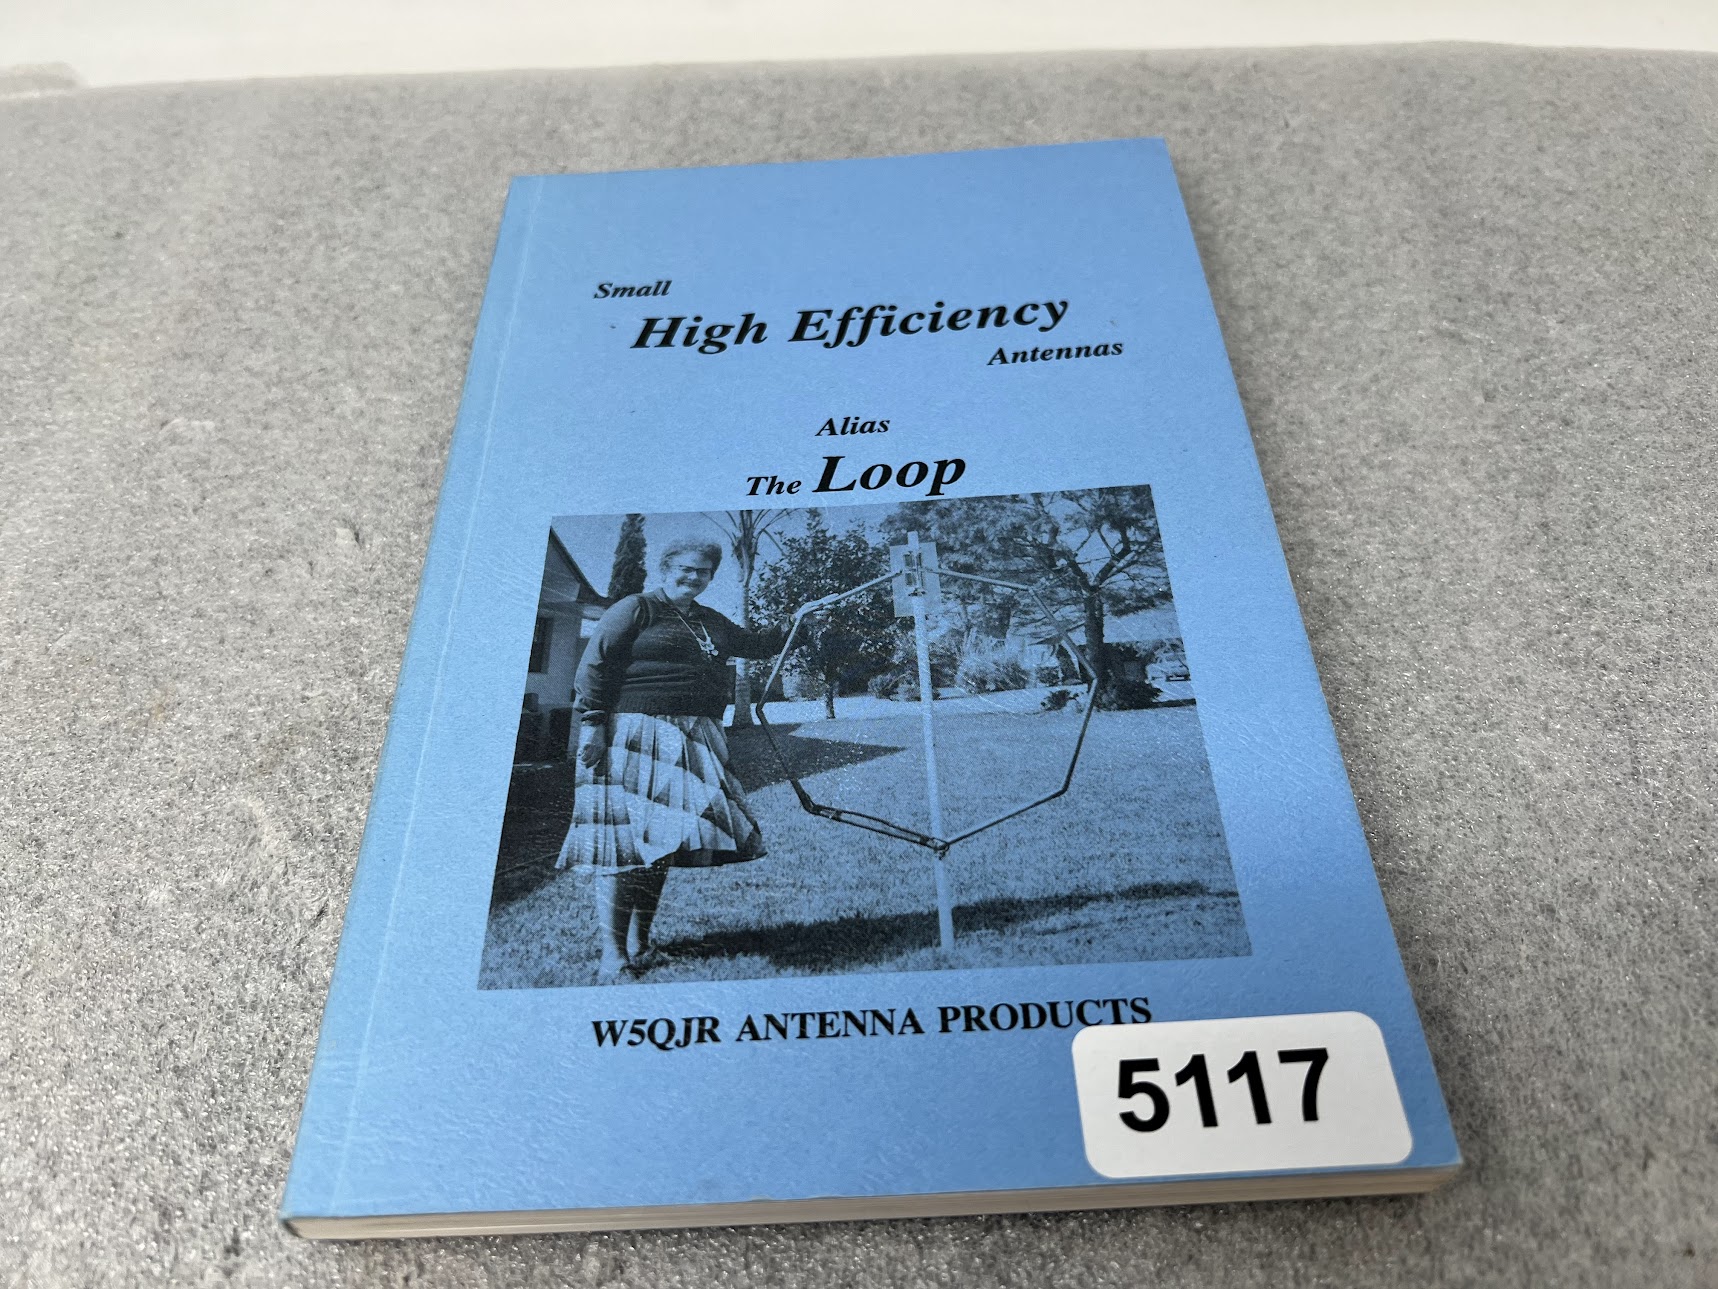 Small
High Efficiency
Antennas
Alias
The Loop
W5QJR ANTENNA PRODUCTS
5117